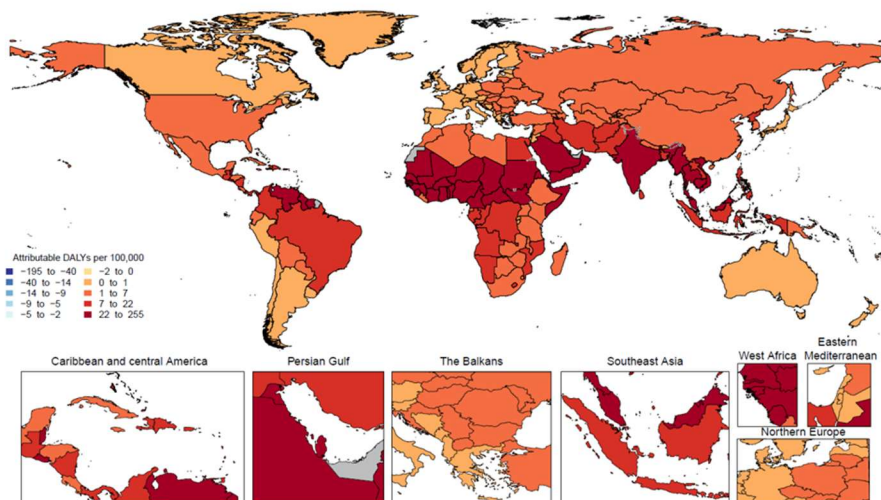 Attributable DALYs per 100,000
−195 to −40
−40 to −14
−14 to −9
−9 to −5
−5 to −2
−2 to 0
0 to 1
1 to 7
7 to 22
22 to 255
Caribbean and central America
Persian Gulf
The Balkans
Southeast Asia
West Africa
Eastern
Mediterranean
Northern Europe